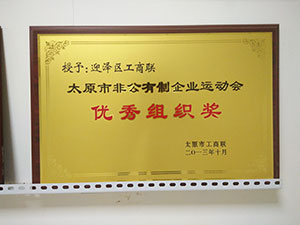 授予：迎泽区工商联
太原市非公有制企业运动会
优秀组织奖
太原市工商联
二〇一三年十月